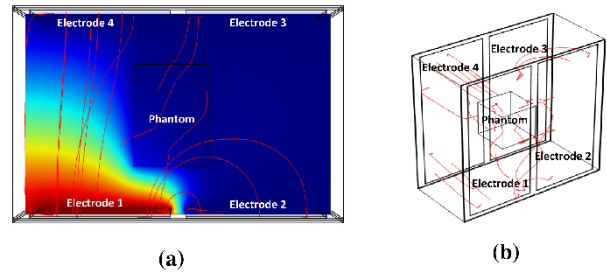 Electrode 4 Electrode 3
Phantom
Electrode 1 Electrode 2
(a)
Electrode 3
Electrode 4
Phantom
Electrode 2
Electrode 1
(b)